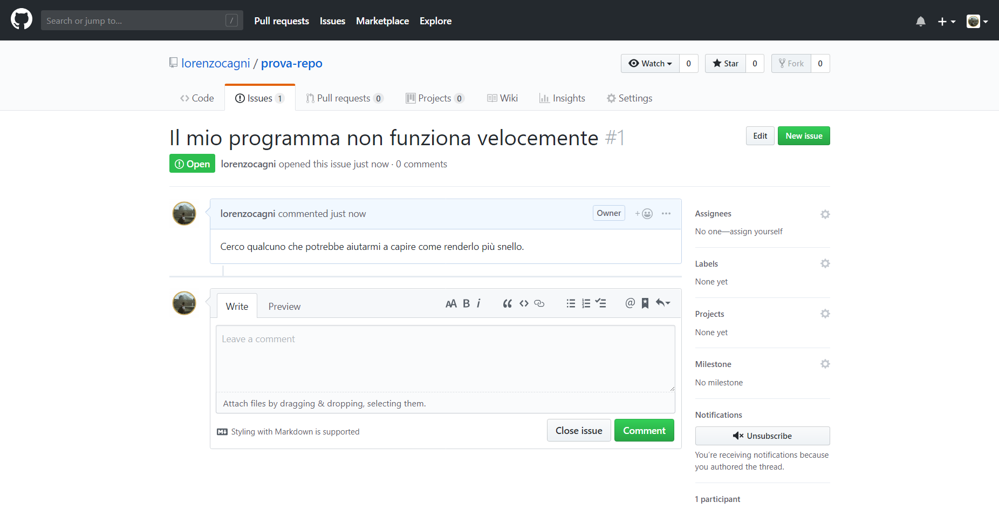 Search or jump to... /
Pull requests Issues Marketplace Explore
lorenzocagni / prova-repo
Watch 0 Star 0 Fork 0
Code Issues 1 Pull requests 0 Projects 0 Wiki Insights Settings
Il mio programma non funziona velocemente #1
Edit New issue
Open lorenzocagni opened this issue just now · 0 comments
lorenzocagni commented just now Owner
Cerco qualcuno che potrebbe aiutarmi a capire come renderlo più snello.
Write Preview
Leave a comment
Attach files by dragging & dropping, selecting them.
Styling with Markdown is supported
Close issue Comment
Assignees
No one—assign yourself
Labels
None yet
Projects
None yet
Milestone
No milestone
Notifications
Unsubscribe
You're receiving notifications because
you authored the thread.
1 participant